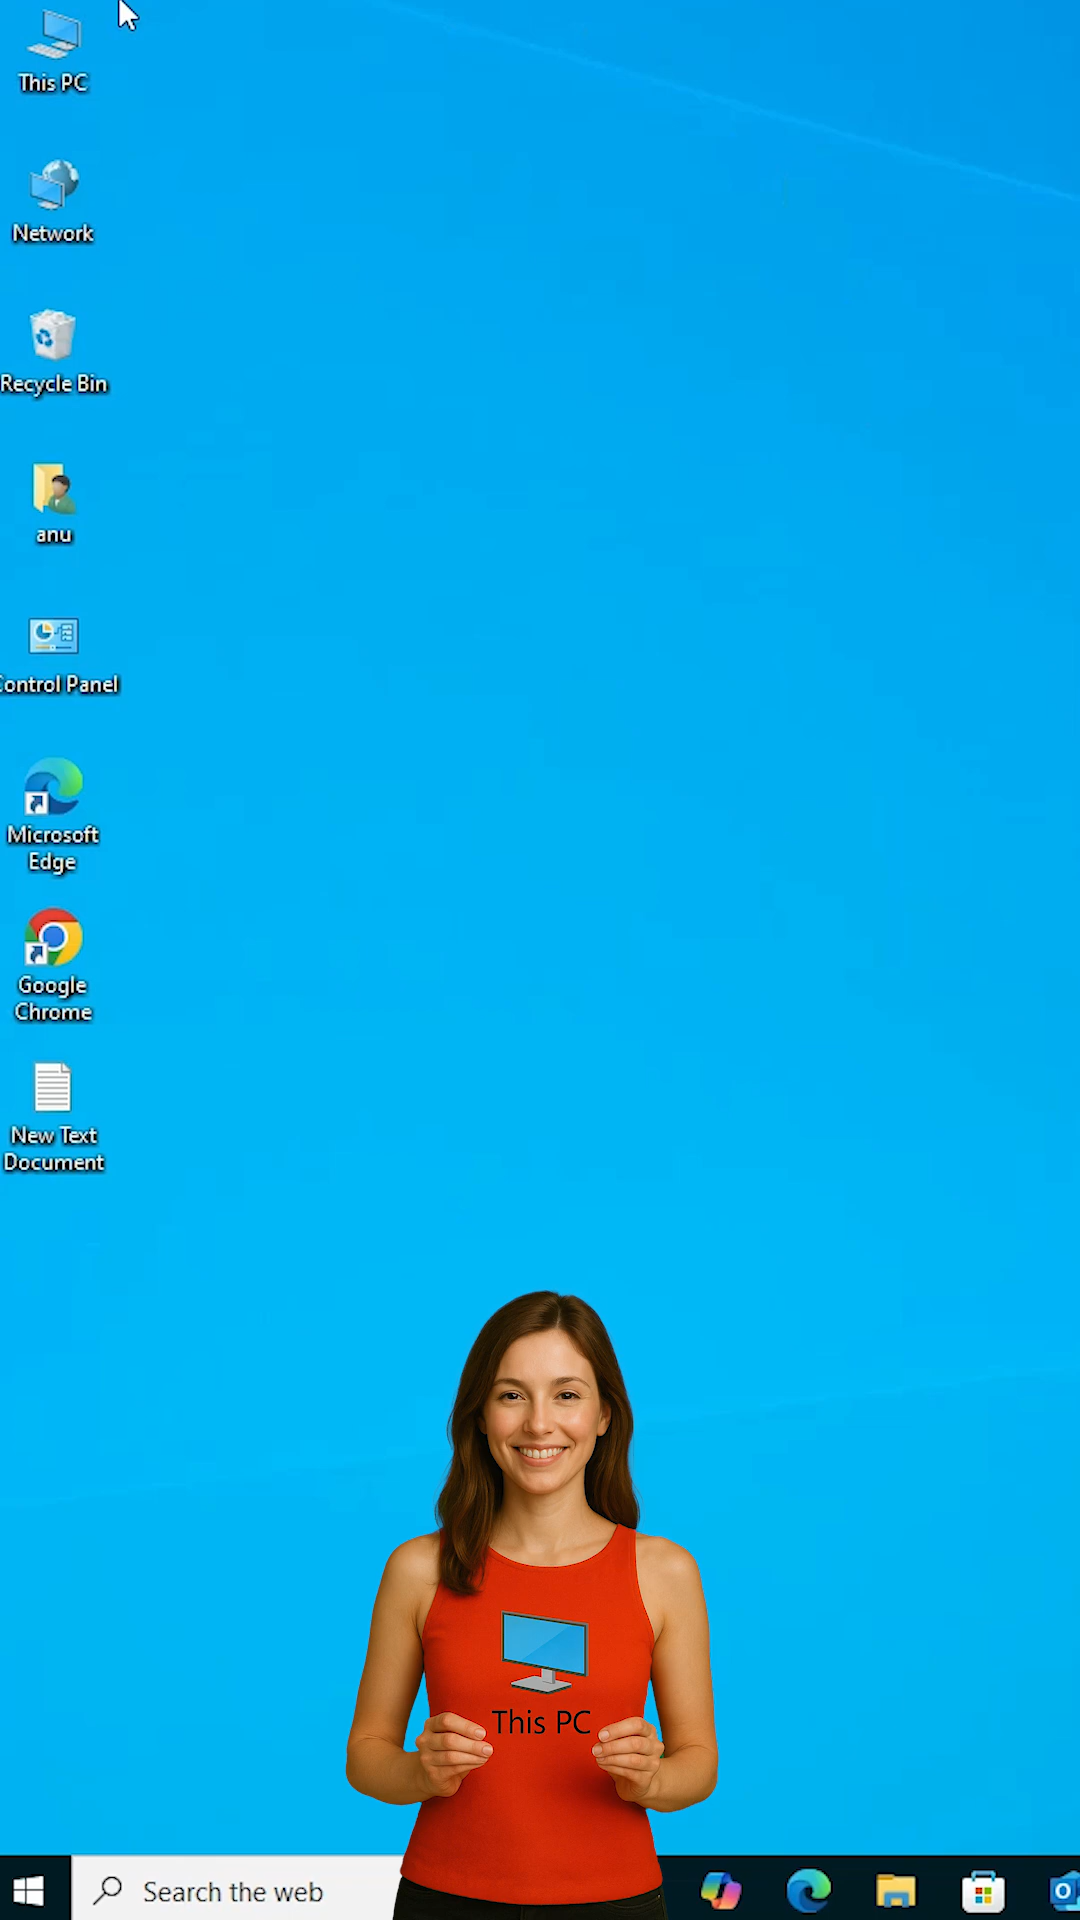 This PC
Network
Recycle Bin
anu
Control Panel
Microsoft
Edge
Google
Chrome
New Text
Document
This PC
Search the web